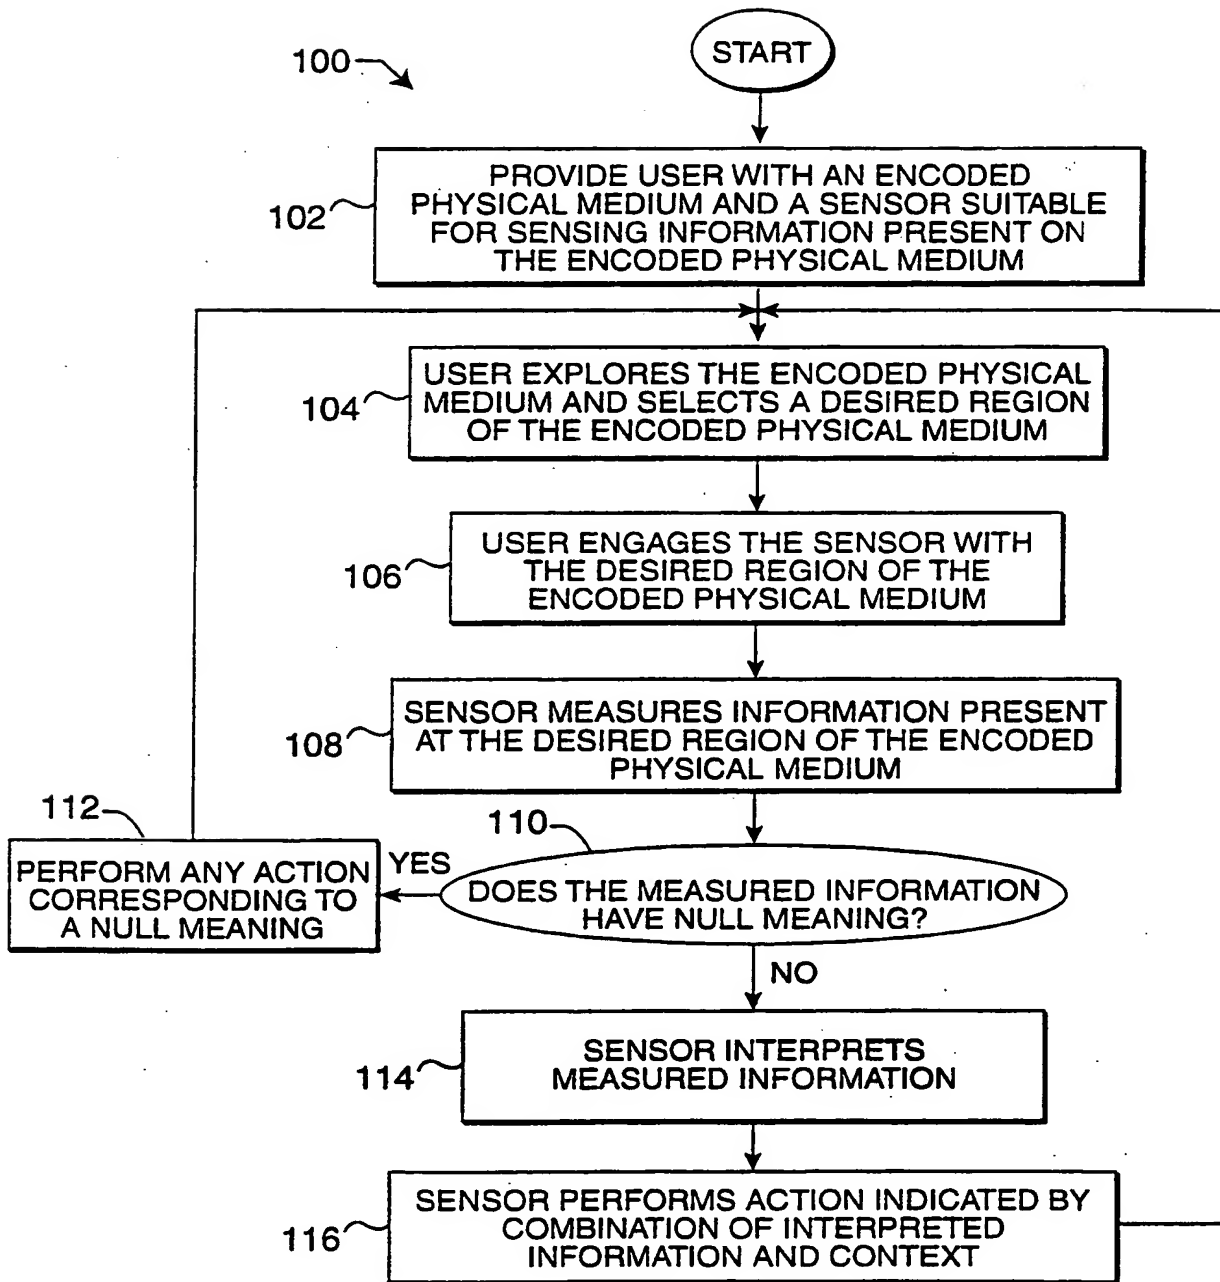 START
100
PROVIDE USER WITH AN ENCODED
PHYSICAL MEDIUM AND A SENSOR SUITABLE
FOR SENSING INFORMATION PRESENT ON
THE ENCODED PHYSICAL MEDIUM
102
USER EXPLORES THE ENCODED PHYSICAL
MEDIUM AND SELECTS A DESIRED REGION
OF THE ENCODED PHYSICAL MEDIUM
104
USER ENGAGES THE SENSOR WITH
THE DESIRED REGION OF THE
ENCODED PHYSICAL MEDIUM
106
SENSOR MEASURES INFORMATION PRESENT
AT THE DESIRED REGION OF THE ENCODED
PHYSICAL MEDIUM
108
110
DOES THE MEASURED INFORMATION
HAVE NULL MEANING?
YES
112
PERFORM ANY ACTION
CORRESPONDING TO
A NULL MEANING
NO
SENSOR INTERPRETS
MEASURED INFORMATION
114
SENSOR PERFORMS ACTION INDICATED BY
COMBINATION OF INTERPRETED
INFORMATION AND CONTEXT
116